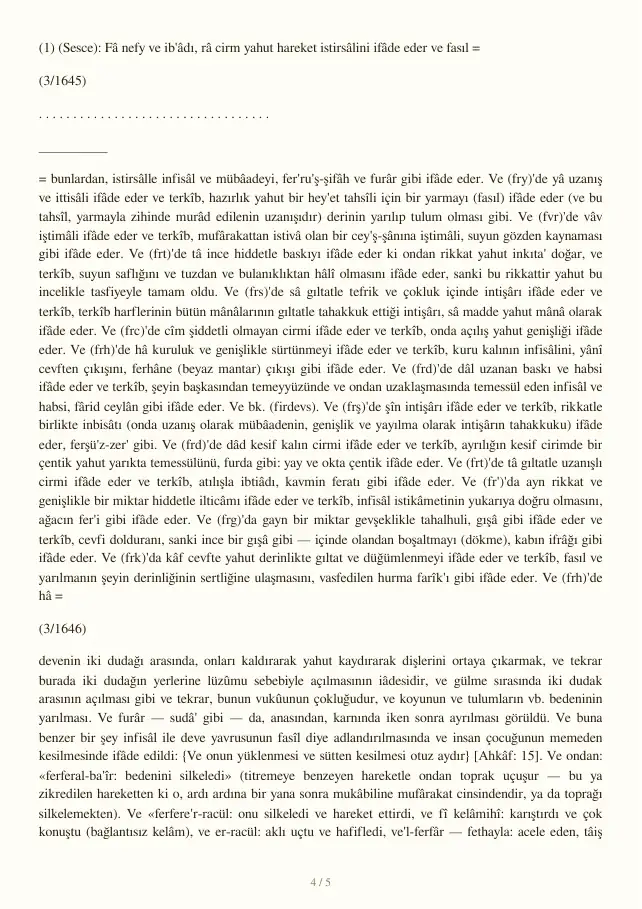 (1) (Sesce): Fâ nefy ve ib'âdı, râ cirm yahut hareket istirsâlini ifâde eder ve fasıl =
(3/1645)
. . . . . . . . . . . . . . . . . . . . . . . . . . . . . . . . . .
__________
= bunlardan, istirsâlle infisâl ve mübâadeyi, fer'ru'ş-şifâh ve furâr gibi ifâde eder. Ve (fry)'de yâ uzanış
ve ittisâli ifâde eder ve terkîb, hazırlık yahut bir hey'et tahsîli için bir yarmayı (fasıl) ifâde eder (ve bu
tahsîl, yarmayla zihinde murâd edilenin uzanışıdır) derinin yarılıp tulum olması gibi. Ve (fvr)'de vâv
iştimâli ifâde eder ve terkîb, mufârakattan istivâ olan bir cey'ş-şânına iştimâli, suyun gözden kaynaması
gibi ifâde eder. Ve (frt)'de tâ ince hiddetle baskıyı ifâde eder ki ondan rikkat yahut inkıta' doğar, ve
terkîb, suyun saflığını ve tuzdan ve bulanıklıktan hâlî olmasını ifâde eder, sanki bu rikkattir yahut bu
incelikle tasfiyeyle tamam oldu. Ve (frs)'de sâ gıltatle tefrik ve çokluk içinde intişârı ifâde eder ve
terkîb, terkîb harflerinin bütün mânâlarının gıltatle tahakkuk ettiği intişârı, sâ madde yahut mânâ olarak
ifâde eder. Ve (frc)'de cîm şiddetli olmayan cirmi ifâde eder ve terkîb, onda açılış yahut genişliği ifâde
eder. Ve (frh)'de hâ kuruluk ve genişlikle sürtünmeyi ifâde eder ve terkîb, kuru kalının infisâlini, yânî
cevften çıkışını, ferhâne (beyaz mantar) çıkışı gibi ifâde eder. Ve (frd)'de dâl uzanan baskı ve habsi
ifâde eder ve terkîb, şeyin başkasından temeyyüzünde ve ondan uzaklaşmasında temessül eden infisâl ve
habsi, fârid ceylân gibi ifâde eder. Ve bk. (firdevs). Ve (frş)'de şîn intişârı ifâde eder ve terkîb, rikkatle
birlikte inbisâtı (onda uzanış olarak mübâadenin, genişlik ve yayılma olarak intişârın tahakkuku) ifâde
eder, ferşü'z-zer' gibi. Ve (frd)'de dâd kesif kalın cirmi ifâde eder ve terkîb, ayrılığın kesif cirimde bir
çentik yahut yarıkta temessülünü, furda gibi: yay ve okta çentik ifâde eder. Ve (frt)'de tâ gıltatle uzanışlı
cirmi ifâde eder ve terkîb, atılışla ibtiâdı, kavmin feratı gibi ifâde eder. Ve (fr')'da ayn rikkat ve
genişlikle bir miktar hiddetle ilticâmı ifâde eder ve terkîb, infisâl istikâmetinin yukarıya doğru olmasını,
ağacın fer'i gibi ifâde eder. Ve (frg)'da gayn bir miktar gevşeklikle tahalhuli, gışâ gibi ifâde eder ve
terkîb, cevfi dolduranı, sanki ince bir gışâ gibi — içinde olandan boşaltmayı (dökme), kabın ifrâğı gibi
ifâde eder. Ve (frk)'da kâf cevfte yahut derinlikte gıltat ve düğümlenmeyi ifâde eder ve terkîb, fasıl ve
yarılmanın şeyin derinliğinin sertliğine ulaşmasını, vasfedilen hurma farîk'ı gibi ifâde eder. Ve (frh)'de
hâ =
(3/1646)
devenin iki dudağı arasında, onları kaldırarak yahut kaydırarak dişlerini ortaya çıkarmak, ve tekrar
burada iki dudağın yerlerine lüzûmu sebebiyle açılmasının iâdesidir, ve gülme sırasında iki dudak
arasının açılması gibi ve tekrar, bunun vukûunun çokluğudur, ve koyunun ve tulumların vb. bedeninin
yarılması. Ve furâr — sudâ' gibi — da, anasından, karnında iken sonra ayrılması görüldü. Ve buna
benzer bir şey infisâl ile deve yavrusunun fasîl diye adlandırılmasında ve insan çocuğunun memeden
kesilmesinde ifâde edildi: {Ve onun yüklenmesi ve sütten kesilmesi otuz aydır} [Ahkâf: 15]. Ve ondan:
«ferferal-ba'îr: bedenini silkeledi» (titremeye benzeyen hareketle ondan toprak uçuşur — bu ya
zikredilen hareketten ki o, ardı ardına bir yana sonra mukâbiline mufârakat cinsindendir, ya da toprağı
silkelemekten). Ve «ferfere'r-racül: onu silkeledi ve hareket ettirdi, ve fî kelâmihî: karıştırdı ve çok
konuştu (bağlantısız kelâm), ve er-racül: aklı uçtu ve hafifledi, ve'l-ferfâr — fethayla: acele eden, tâiş
4 / 5